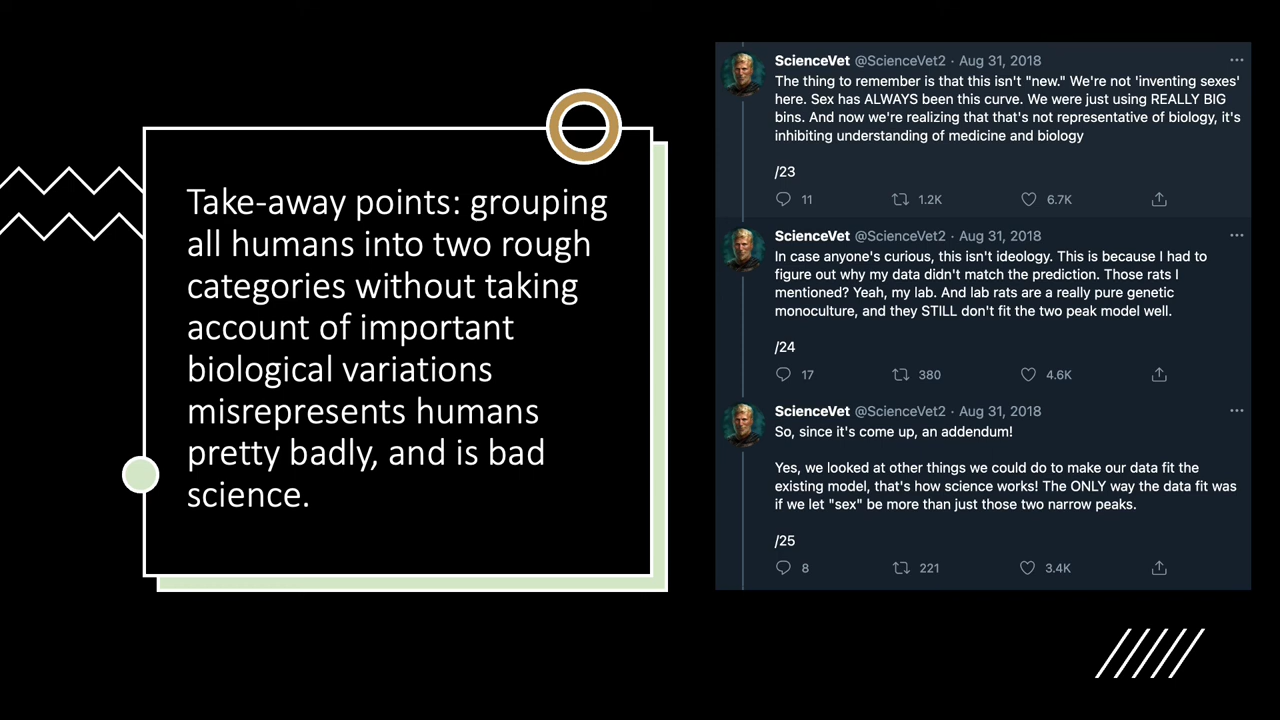 Take-away points: grouping
all humans into two rough
categories without taking
account of important
biological variations
misrepresents humans
pretty badly, and is bad
science.
ScienceVet @ScienceVet2 · Aug 31, 2018
The thing to remember is that this isn't "new." We're not 'inventing sexes'
here. Sex has ALWAYS been this curve. We were just using REALLY BIG
bins. And now we're realizing that that's not representative of biology, it's
inhibiting understanding of medicine and biology
/23
11 1.2K 6.7K
ScienceVet @ScienceVet2 · Aug 31, 2018
In case anyone's curious, this isn't ideology. This is because I had to
figure out why my data didn't match the prediction. Those rats I
mentioned? Yeah, my lab. And lab rats are a really pure genetic
monoculture, and they STILL don't fit the two peak model well.
/24
17 380 4.6K
ScienceVet @ScienceVet2 · Aug 31, 2018
So, since it's come up, an addendum!
Yes, we looked at other things we could do to make our data fit the
existing model, that's how science works! The ONLY way the data fit was
if we let "sex" be more than just those two narrow peaks.
/25
8 221 3.4K